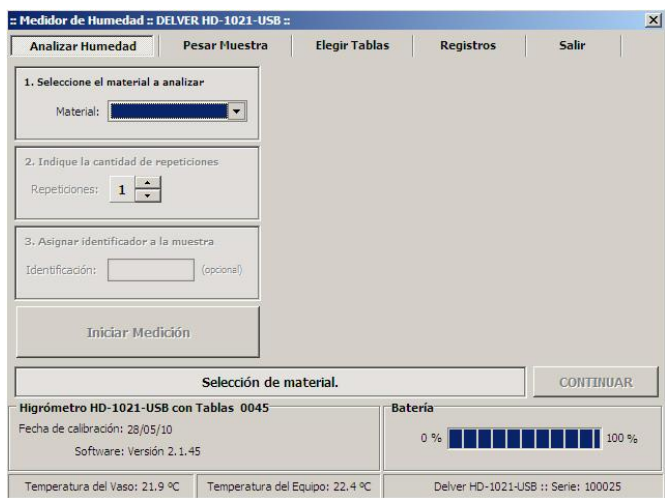 :: Medidor de Humedad :: DELVER HD-1021-USB ::
Analizar Humedad Pesar Muestra Elegir Tablas Registros Salir
1. Seleccione el material a analizar
Material:
2. Indique la cantidad de repeticiones
Repeticiones: 1
3. Asignar identificador a la muestra
Identificación: (opcional)
Iniciar Medición
Selección de material. CONTINUAR
Higrómetro HD-1021-USB con Tablas 0045
Fecha de calibración: 28/05/10
Software: Versión 2.1.45
Batería
0 % 100 %
Temperatura del Vaso: 21.9 ºC Temperatura del Equipo: 22.4 ºC Delver HD-1021-USB :: Serie: 100025